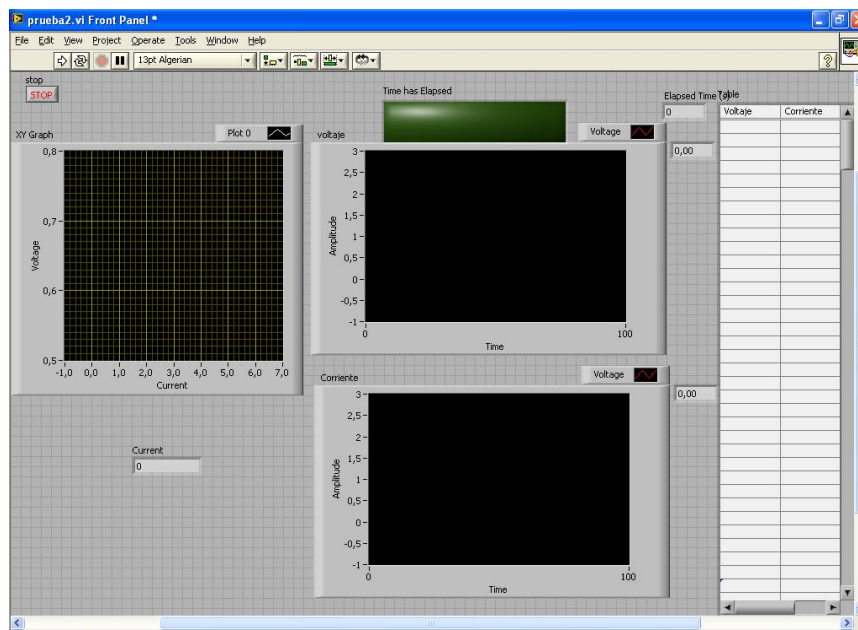 prueba2.vi Front Panel *
File Edit View Project Operate Tools Window Help
13pt Algerian
stop
STOP
Time has Elapsed
Elapsed Time (s)
0
Table
Voltaje Corriente
XY Graph
Plot 0
0,8
0,7
0,6
0,5
Voltage
-1,0 0,0 1,0 2,0 3,0 4,0 5,0 6,0 7,0
Current
voltaje
Voltage
0,00
3
2,5
2
1,5
1
0,5
0
-0,5
-1
Amplitude
0 100
Time
Corriente
Voltage
0,00
3
2,5
2
1,5
1
0,5
0
-0,5
-1
Amplitude
0 100
Time
Current
0